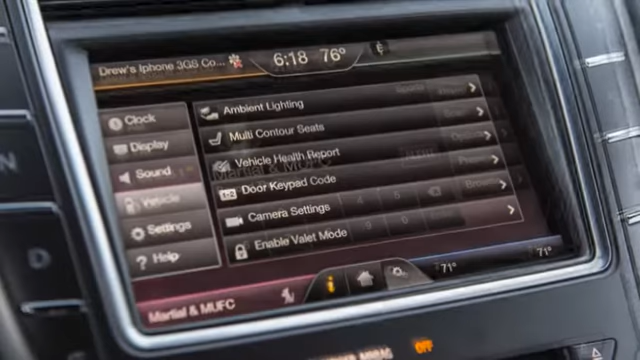 Drew's Iphone 3GS Co...
6:18 76°
Clock
Display
Sound
Vehicle
Settings
Help
Ambient Lighting
Multi Contour Seats
Vehicle Health Report
Door Keypad Code
Camera Settings
Enable Valet Mode
Martial & MUFC
71°
71°
OFF
D